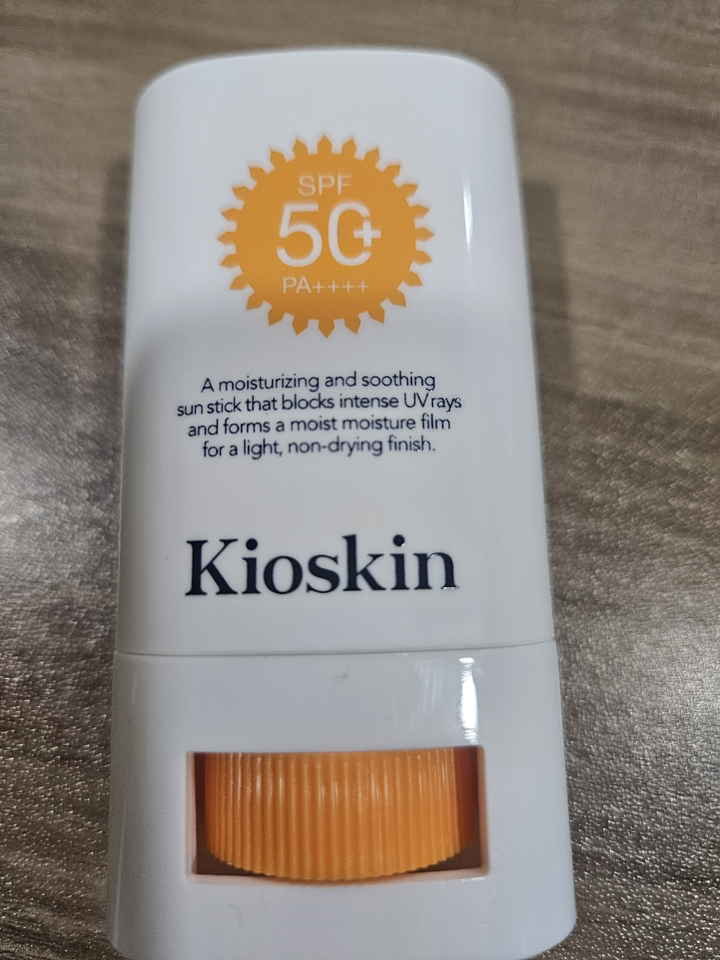 SPF
50+
PA++++
A moisturizing and soothing
sun stick that blocks intense UV rays
and forms a moist moisture film
for a light, non-drying finish.
Kioskin